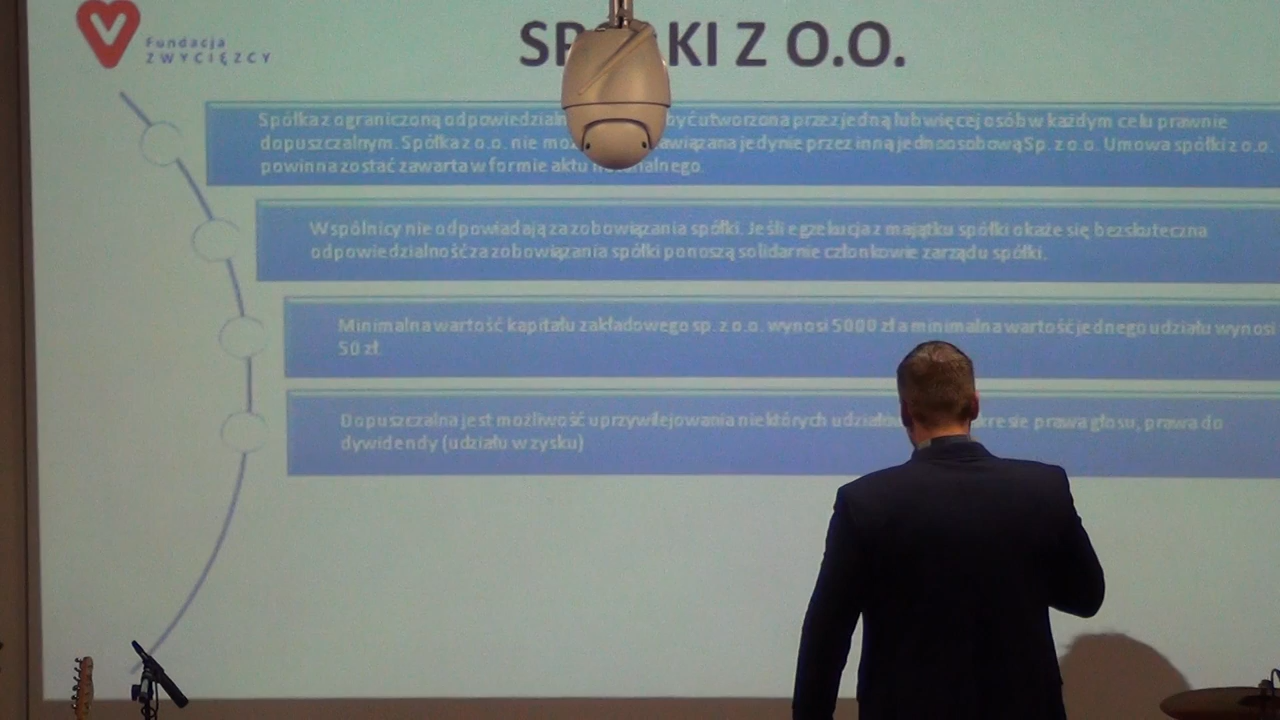 Fundacja
ZWYCIĘZCY
KI Z O.O.
Spółka z ograniczoną być utworzona przez jedną lub więcej osób w każdym celu prawnie
dopuszczalnym. Spółka z o.o. nie jedynie przez inną jednoosobową Sp. z o.o. Umowa spółki z o.o.
powinna zostać zawarta w formie aktu
Wspólnicy nie odpowiadają za zobowiązania spółki. Jeśli egzekucja z majątku spółki okaże się bezskuteczna
odpowiedzialność za zobowiązania spółki ponoszą solidarnie członkowie zarządu spółki.
Minimalna wartość kapitału zakładowego sp. z o.o. wynosi 5000 zł a minimalna wartość jednego udziału wynosi
50 zł.
Dopuszczalna jest możliwość uprzywilejowania niektórych prawa głosu, prawa do
dywidendy (udziału w zysku)